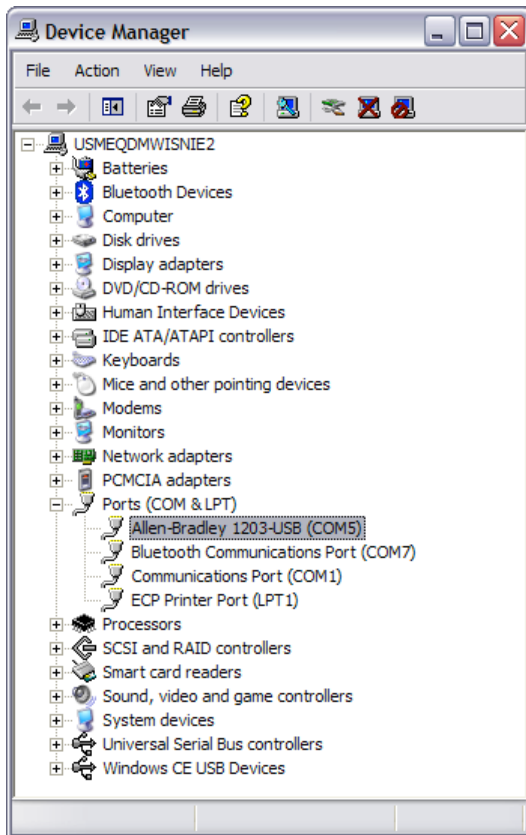 Device Manager
File Action View Help
USMEQDMWISNIE2
Batteries
Bluetooth Devices
Computer
Disk drives
Display adapters
DVD/CD-ROM drives
Human Interface Devices
IDE ATA/ATAPI controllers
Keyboards
Mice and other pointing devices
Modems
Monitors
Network adapters
PCMCIA adapters
Ports (COM & LPT)
Allen-Bradley 1203-USB (COM5)
Bluetooth Communications Port (COM7)
Communications Port (COM1)
ECP Printer Port (LPT1)
Processors
SCSI and RAID controllers
Smart card readers
Sound, video and game controllers
System devices
Universal Serial Bus controllers
Windows CE USB Devices